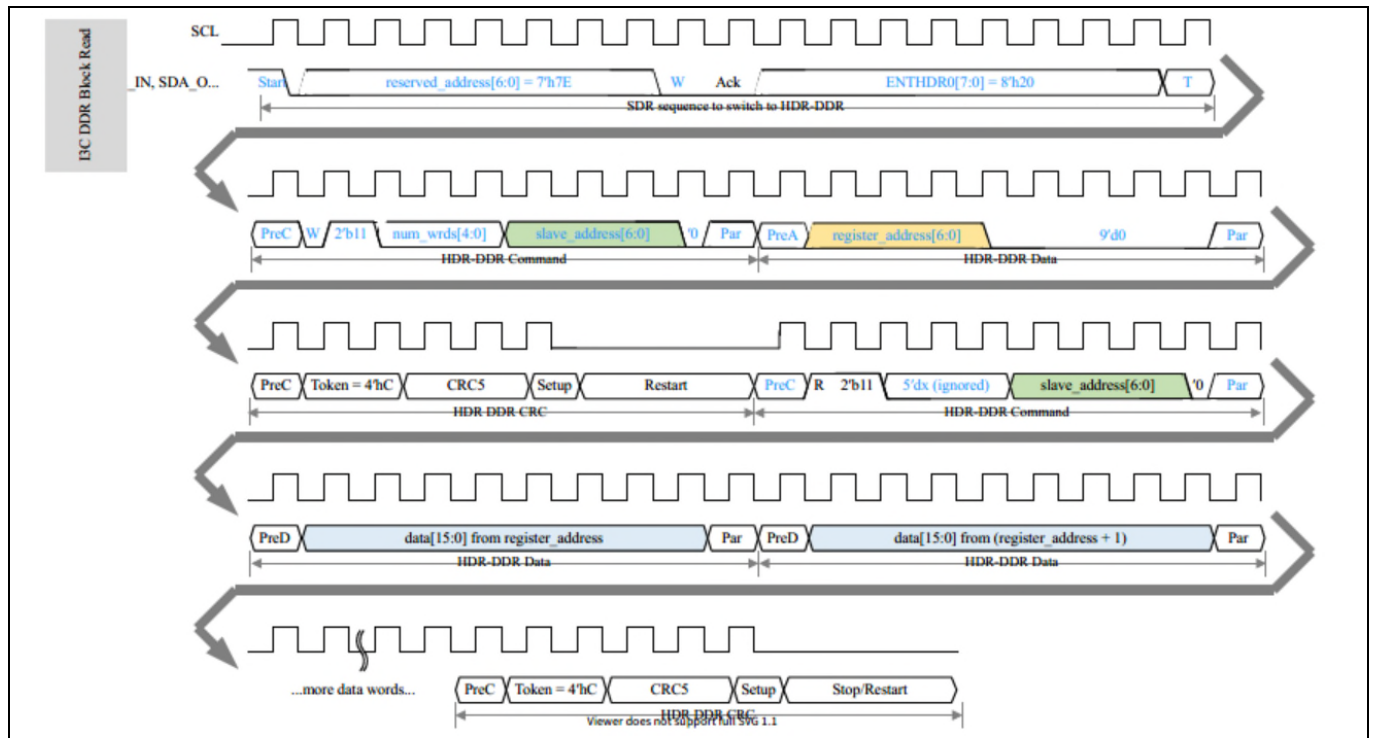 I3C DDR Block Read
SCL
_IN, SDA_O...
Start reserved_address[6:0] = 7'h7E W Ack ENTHDR0[7:0] = 8'h20 T
SDR sequence to switch to HDR-DDR
PreC W 2'b11 num_wrds[4:0] slave_address[6:0] '0 Par PreA register_address[6:0] 9'd0 Par
HDR-DDR Command HDR-DDR Data
PreC Token = 4'hC CRC5 Setup Restart PreC R 2'b11 5'dx (ignored) slave_address[6:0] '0 Par
HDR DDR CRC HDR-DDR Command
PreD data[15:0] from register_address Par PreD data[15:0] from (register_address + 1) Par
HDR-DDR Data HDR-DDR Data
...more data words... PreC Token = 4'hC CRC5 Setup Stop/Restart
HDR DDR CRC
Viewer does not support full SVG 1.1